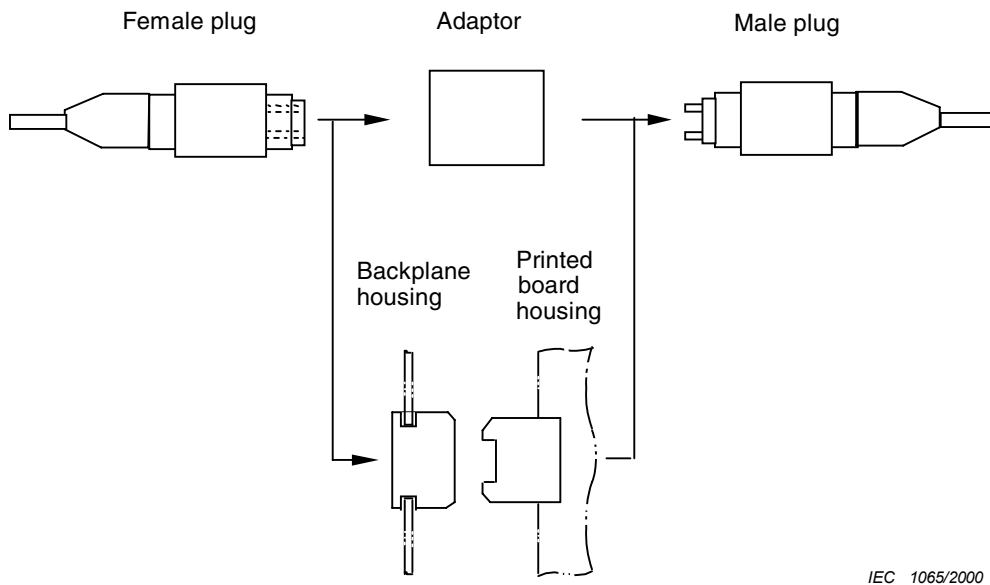 Female plug
Adaptor
Male plug
Backplane
housing
Printed
board
housing
IEC 1065/2000